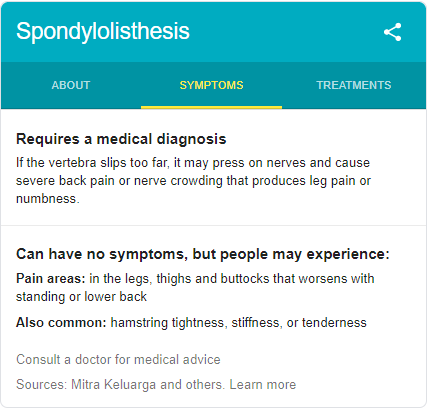 Spondylolisthesis
ABOUT
SYMPTOMS
TREATMENTS
Requires a medical diagnosis
If the vertebra slips too far, it may press on nerves and cause
severe back pain or nerve crowding that produces leg pain or
numbness.
Can have no symptoms, but people may experience:
Pain areas: in the legs, thighs and buttocks that worsens with
standing or lower back
Also common: hamstring tightness, stiffness, or tenderness
Consult a doctor for medical advice
Sources: Mitra Keluarga and others. Learn more